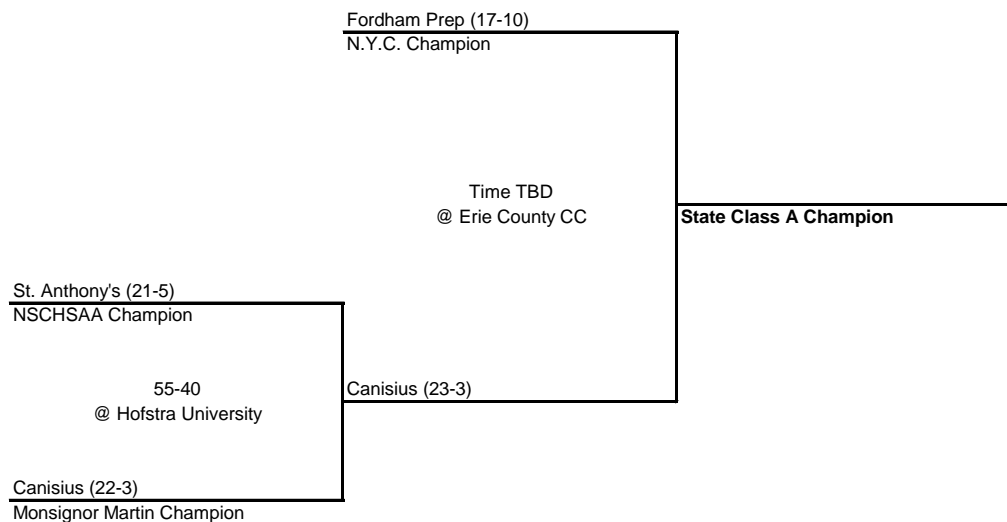 Fordham Prep (17-10)
N.Y.C. Champion
Time TBD
@ Erie County CC
State Class A Champion
St. Anthony's (21-5)
NSCHSAA Champion
55-40
@ Hofstra University
Canisius (23-3)
Canisius (22-3)
Monsignor Martin Champion